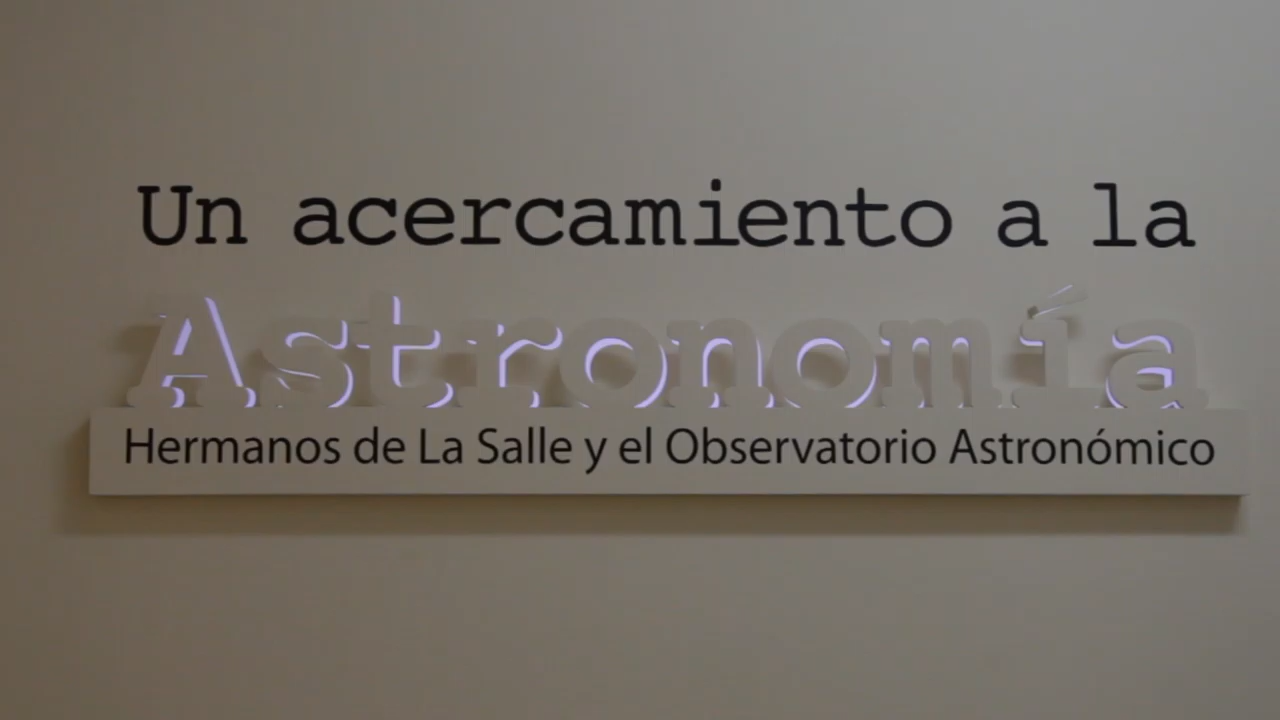 Un acercamiento a la
Astronomía
Hermanos de La Salle y el Observatorio Astronómico